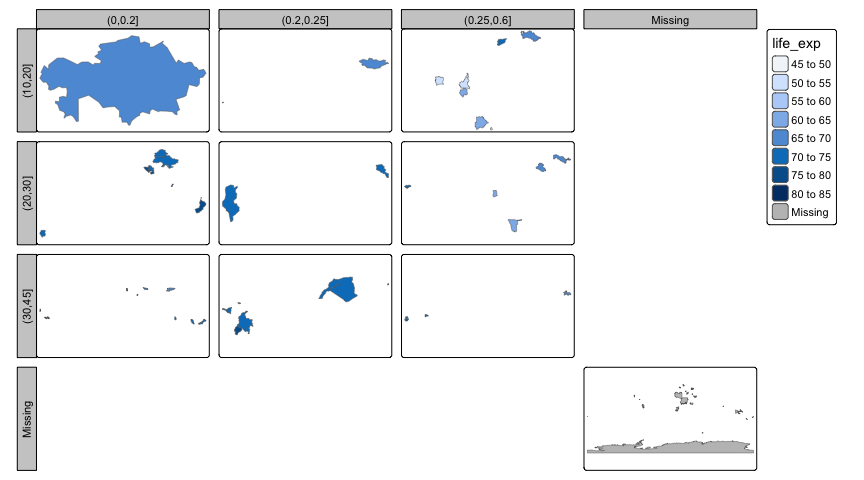 (0,0.2]
(0.2,0.25]
(0.25,0.6]
Missing
life_exp
45 to 50
50 to 55
55 to 60
60 to 65
65 to 70
70 to 75
75 to 80
80 to 85
Missing
(10,20]
(20,30]
(30,45]
Missing